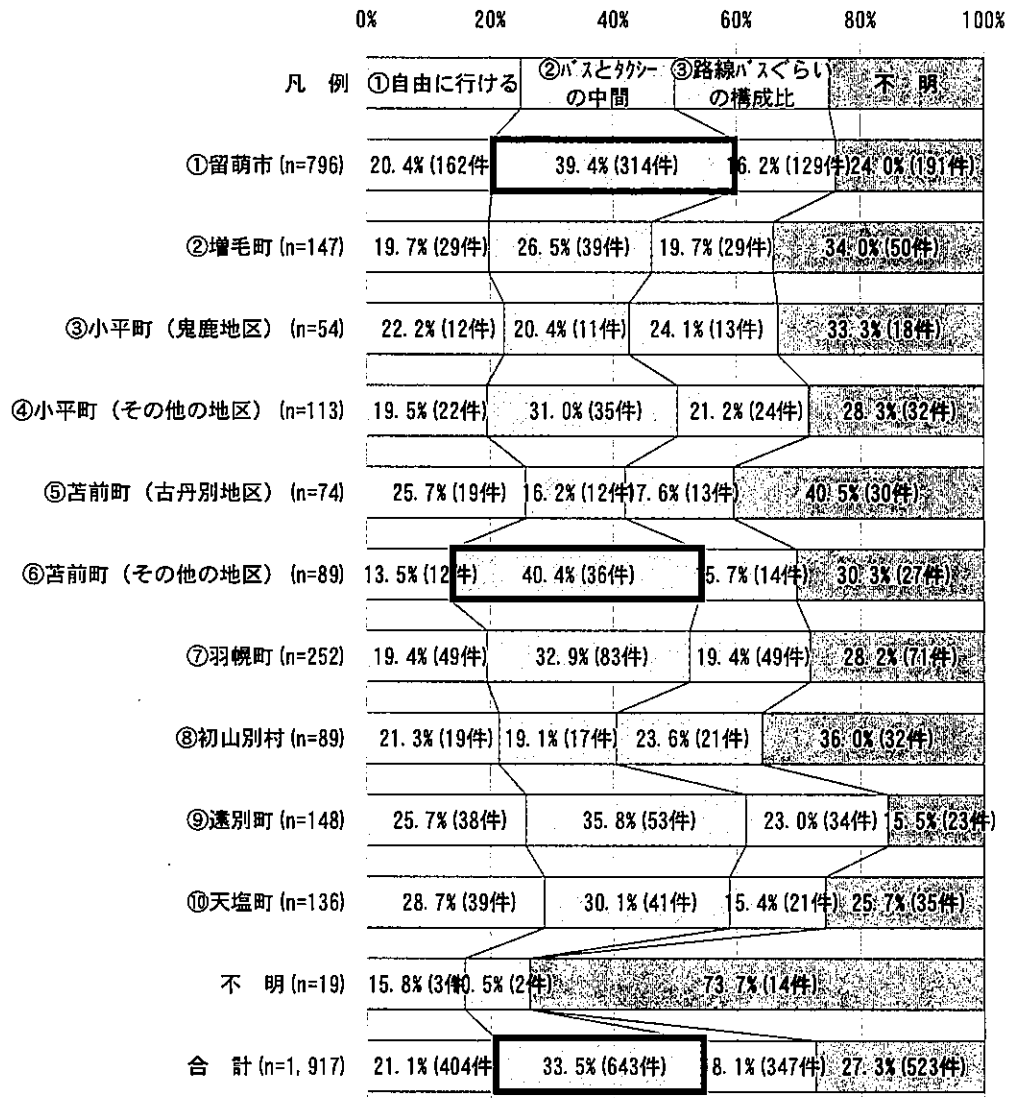 0% 20% 40% 60% 80% 100%
凡 例 ①自由に行ける ②バスとタクシーの中間 ③路線バスぐらいの構成比 不 明
①留萌市(n=796) 20.4%(162件 39.4%(314件) 16.2%(129件) 24.0%(191件)
②増毛町(n=147) 19.7%(29件) 26.5%(39件) 19.7%(29件) 34.0%(50件)
③小平町（鬼鹿地区）(n=54) 22.2%(12件) 20.4%(11件) 24.1%(13件) 33.3%(18件)
④小平町（その他の地区）(n=113) 19.5%(22件) 31.0%(35件) 21.2%(24件) 28.3%(32件)
⑤苫前町（古丹別地区）(n=74) 25.7%(19件) 16.2%(12件) 17.6%(13件) 40.5%(30件)
⑥苫前町（その他の地区）(n=89) 13.5%(12件) 40.4%(36件) 5.7%(14件) 30.3%(27件)
⑦羽幌町(n=252) 19.4%(49件) 32.9%(83件) 19.4%(49件) 28.2%(71件)
⑧初山別村(n=89) 21.3%(19件) 19.1%(17件) 23.6%(21件) 36.0%(32件)
⑨遠別町(n=148) 25.7%(38件) 35.8%(53件) 23.0%(34件) 15.5%(23件)
⑩天塩町(n=136) 28.7%(39件) 30.1%(41件) 15.4%(21件) 25.7%(35件)
不 明(n=19) 15.8%(3件) 10.5%(2件) 73.7%(14件)
合 計(n=1,917) 21.1%(404件 33.5%(643件) 8.1%(347件) 27.3%(523件)